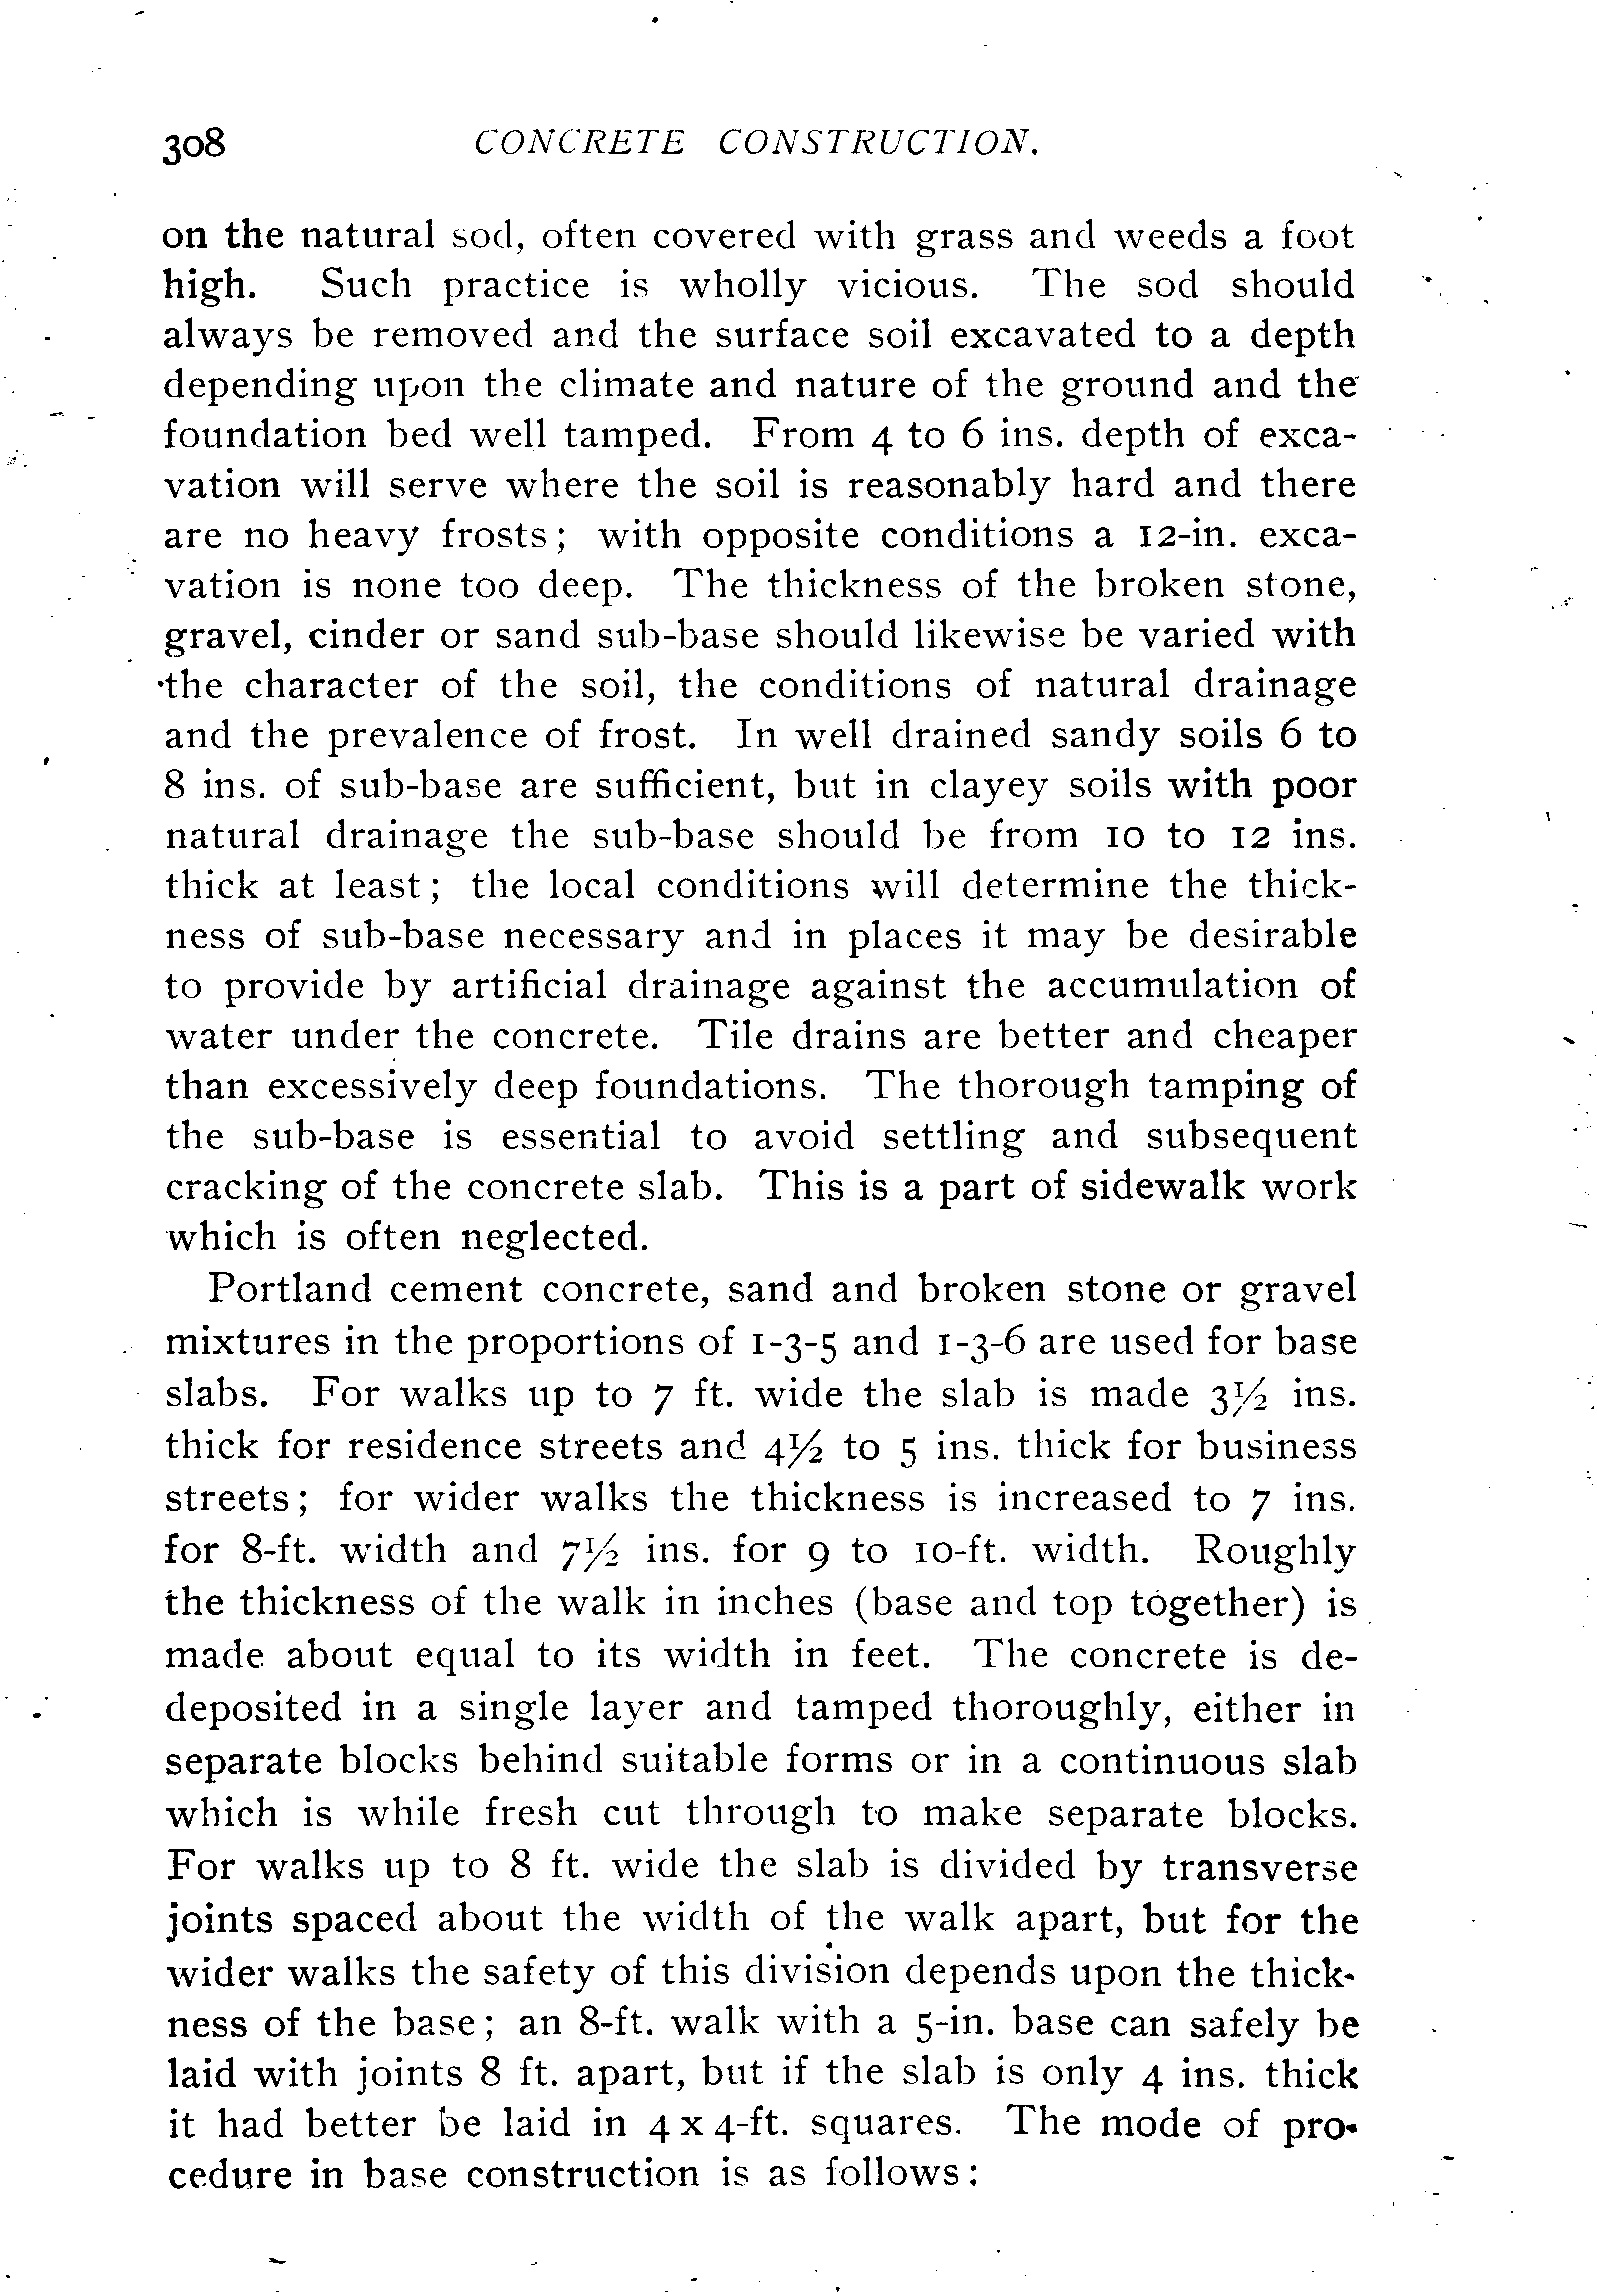 308 CONCRETE CONSTRUCTION.
on the natural sod, often covered with grass and weeds a foot
high. Such practice is wholly vicious. The sod should
always be removed and the surface soil excavated to a depth
depending upon the climate and nature of the ground and the
foundation bed well tamped. From 4 to 6 ins. depth of exca-
vation will serve where the soil is reasonably hard and there
are no heavy frosts; with opposite conditions a 12-in. exca-
vation is none too deep. The thickness of the broken stone,
gravel, cinder or sand sub-base should likewise be varied with
the character of the soil, the conditions of natural drainage
and the prevalence of frost. In well drained sandy soils 6 to
8 ins. of sub-base are sufficient, but in clayey soils with poor
natural drainage the sub-base should be from 10 to 12 ins.
thick at least; the local conditions will determine the thick-
ness of sub-base necessary and in places it may be desirable
to provide by artificial drainage against the accumulation of
water under the concrete. Tile drains are better and cheaper
than excessively deep foundations. The thorough tamping of
the sub-base is essential to avoid settling and subsequent
cracking of the concrete slab. This is a part of sidewalk work
which is often neglected.
Portland cement concrete, sand and broken stone or gravel
mixtures in the proportions of 1-3-5 and 1-3-6 are used for base
slabs. For walks up to 7 ft. wide the slab is made 3½ ins.
thick for residence streets and 4½ to 5 ins. thick for business
streets; for wider walks the thickness is increased to 7 ins.
for 8-ft. width and 7½ ins. for 9 to 10-ft. width. Roughly
the thickness of the walk in inches (base and top together) is
made about equal to its width in feet. The concrete is de-
deposited in a single layer and tamped thoroughly, either in
separate blocks behind suitable forms or in a continuous slab
which is while fresh cut through to make separate blocks.
For walks up to 8 ft. wide the slab is divided by transverse
joints spaced about the width of the walk apart, but for the
wider walks the safety of this division depends upon the thick-
ness of the base; an 8-ft. walk with a 5-in. base can safely be
laid with joints 8 ft. apart, but if the slab is only 4 ins. thick
it had better be laid in 4 x 4-ft. squares. The mode of pro-
cedure in base construction is as follows: